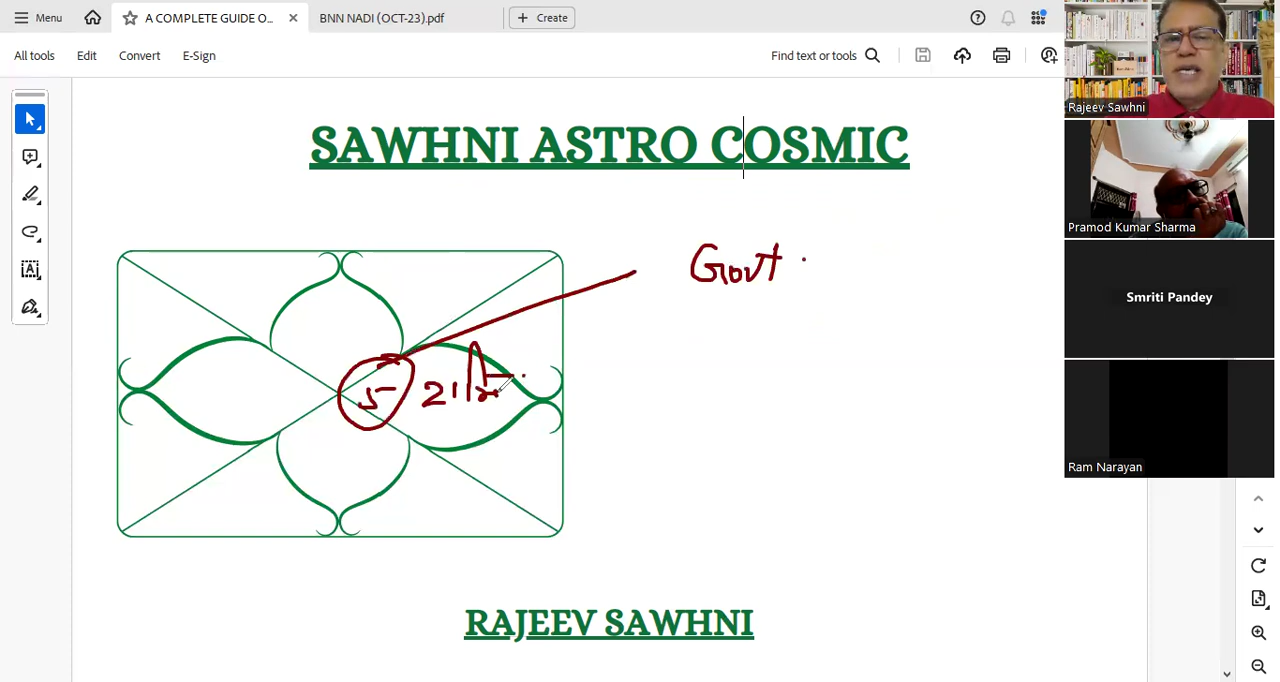 Menu
A COMPLETE GUIDE O...
BNN NADI (OCT-23).pdf
Create
All tools
Edit
Convert
E-Sign
Find text or tools
SAWHNI ASTRO COSMIC
Govt
5
RAJEEV SAWHNI
Rajeev Sawhni
Pramod Kumar Sharma
Smriti Pandey
Ram Narayan